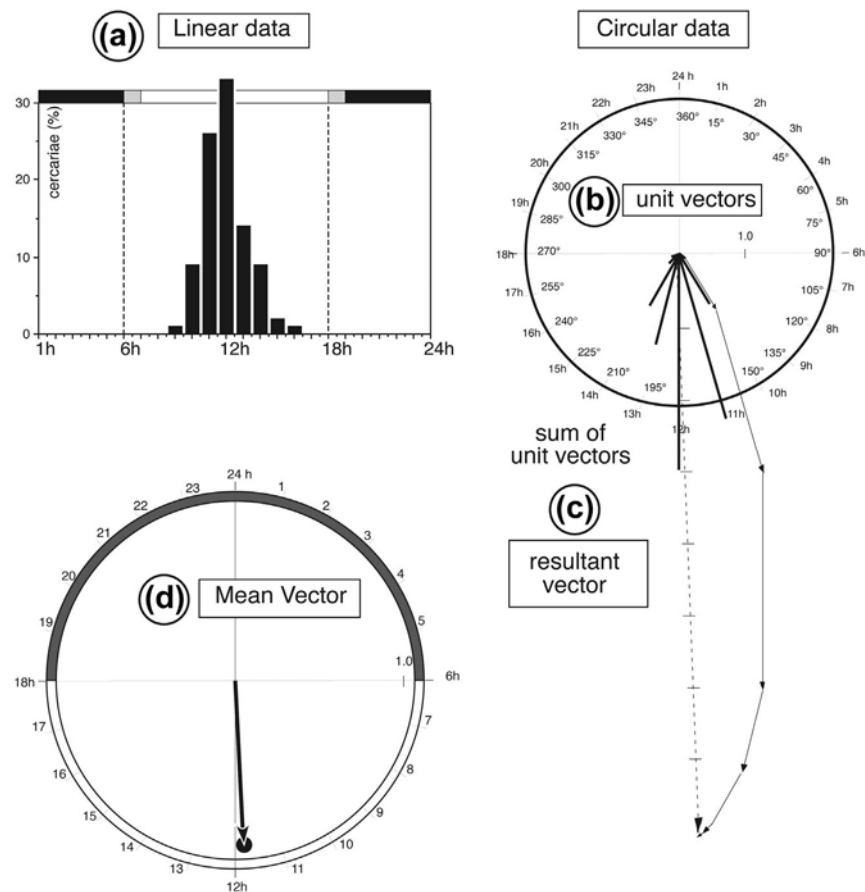 (a)
Linear data
cercariae (%)
30
20
10
0
1h
6h
12h
18h
24h
Circular data
(b)
unit vectors
24 h
1h
2h
3h
4h
5h
6h
7h
8h
9h
10h
11h
12h
13h
14h
15h
16h
17h
18h
19h
20h
21h
22h
23h
360°
15°
30°
45°
60°
75°
90°
105°
120°
135°
150°
195°
210°
225°
240°
255°
270°
285°
300
315°
330°
345°
1.0
sum of
unit vectors
(c)
resultant
vector
(d)
Mean Vector
24 h
1
2
3
4
5
6h
7
8
9
10
11
12h
13
14
15
16
17
18h
19
20
21
22
23
1.0